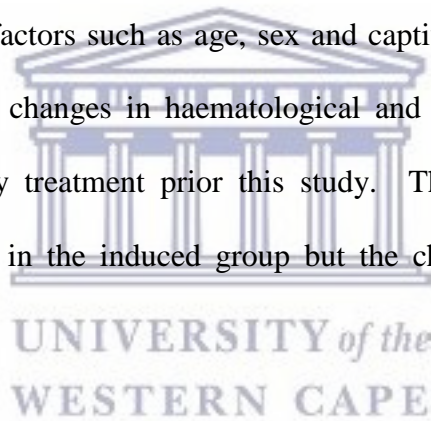 factors such as age, sex and capti
changes in haematological and
y treatment prior this study. Th
in the induced group but the cl
UNIVERSITY of the
WESTERN CAPE